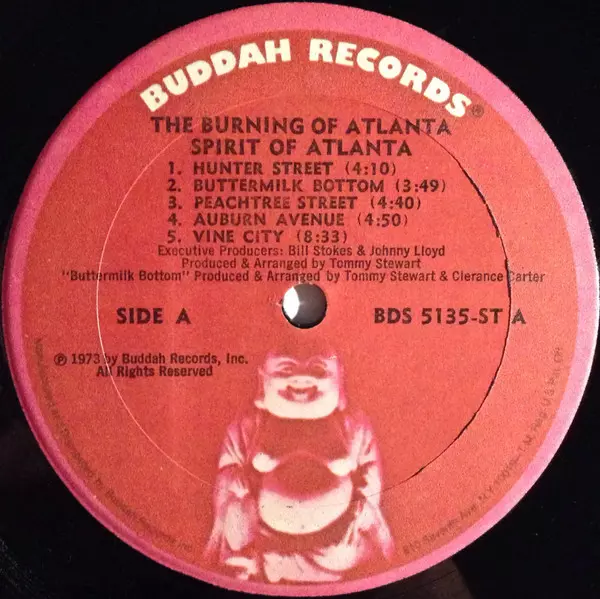 BUDDAH RECORDS®
THE BURNING OF ATLANTA
SPIRIT OF ATLANTA
1. HUNTER STREET (4:10)
2. BUTTERMILK BOTTOM (3:49)
3. PEACHTREE STREET (4:40)
4. AUBURN AVENUE (4:50)
5. VINE CITY (8:33)
Executive Producers: Bill Stokes & Johnny Lloyd
Produced & Arranged by Tommy Stewart
"Buttermilk Bottom" Produced & Arranged by Tommy Stewart & Clerance Carter
SIDE A
BDS 5135-ST A
℗ 1973 by Buddah Records, Inc.
All Rights Reserved